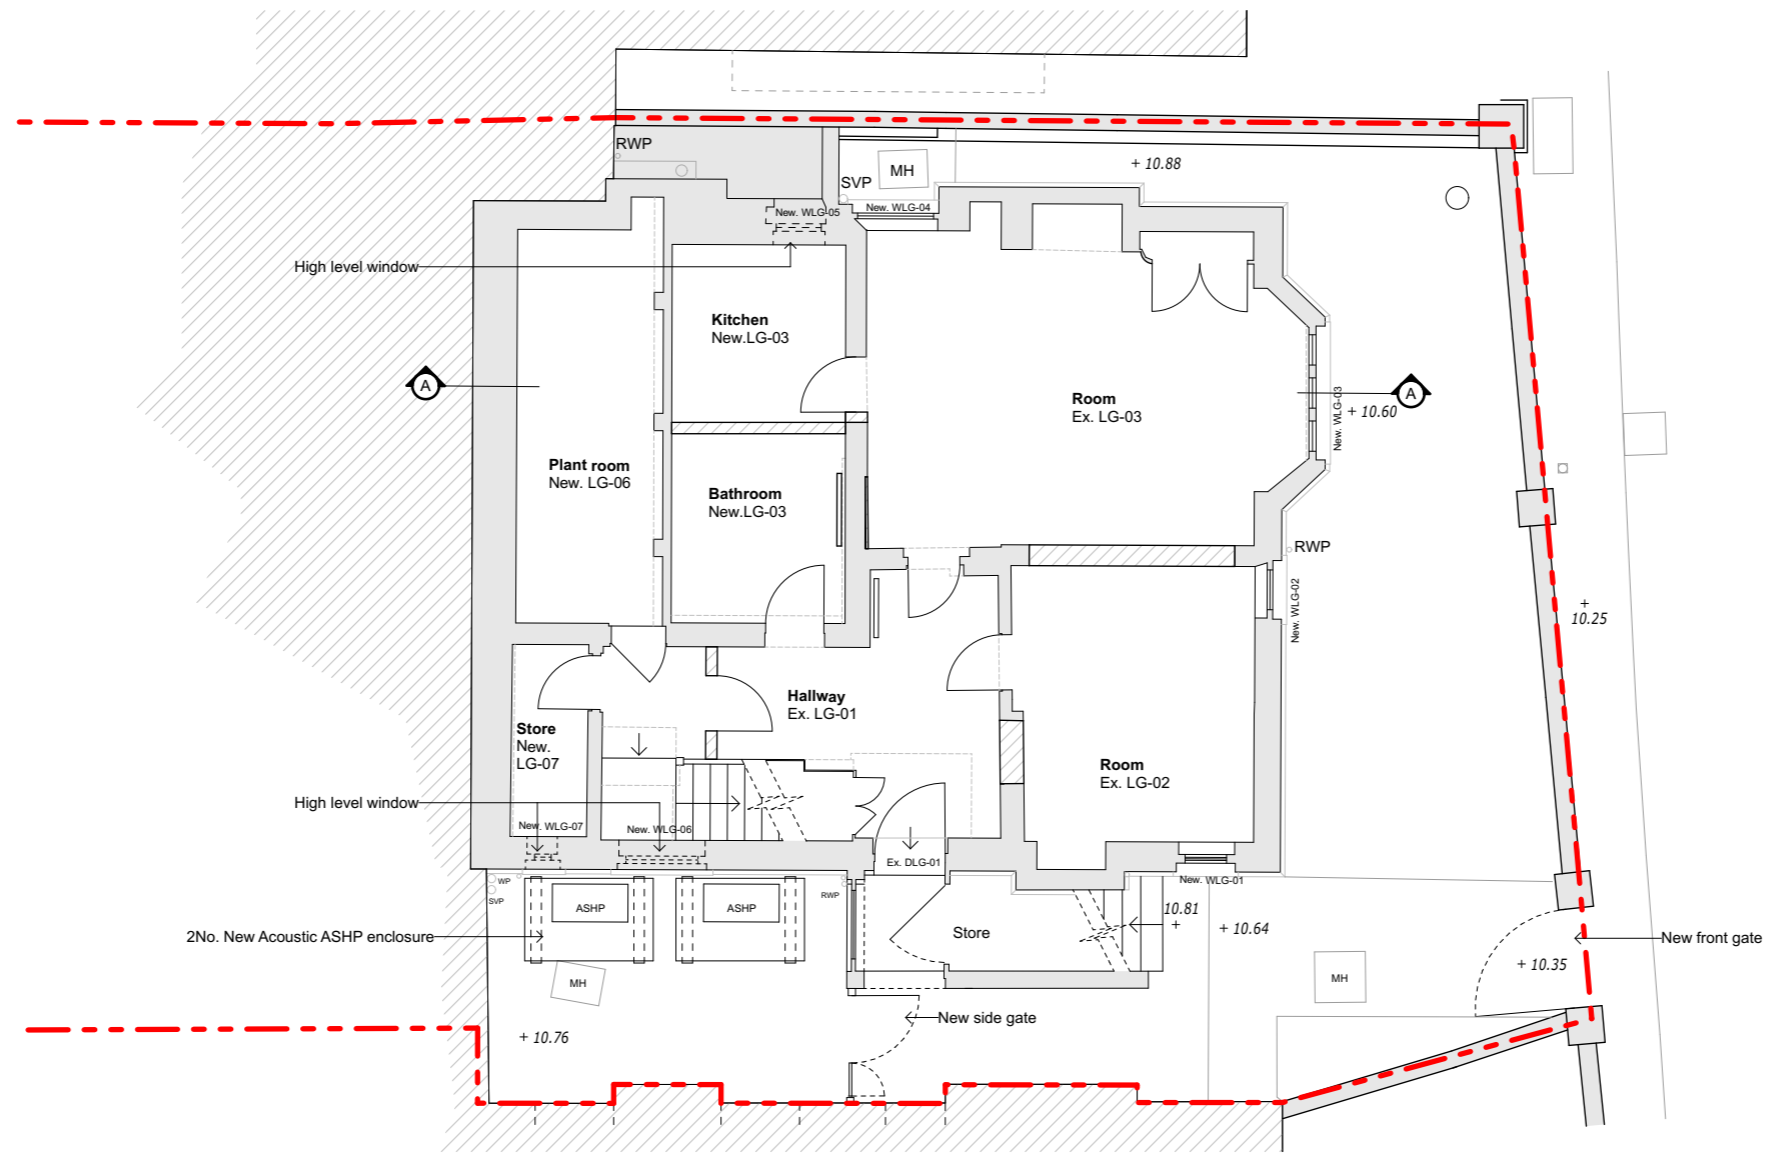 RWP
MH
+ 10.88
SVP
New. WLG-05
New. WLG-04
High level window
Kitchen
New.LG-03
A
A
Room
Ex. LG-03
New. WLG-03
+ 10.60
Plant room
New. LG-06
Bathroom
New.LG-03
RWP
New. WLG-02
+
10.25
Hallway
Ex. LG-01
Store
New.
LG-07
Room
Ex. LG-02
High level window
New. WLG-07
New. WLG-06
Ex. DLG-01
New. WLG-01
WP
SVP
RWP
ASHP
ASHP
10.81
+
+ 10.64
Store
2No. New Acoustic ASHP enclosure
New front gate
+ 10.35
MH
MH
New side gate
+ 10.76